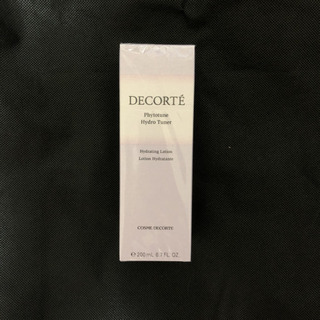 DECORTÉ
Phytotune
Hydro Tuner
Hydrating Lotion
Lotion Hydratante
COSME DECORTE
℮ 200 mL 6.7 FL. OZ.